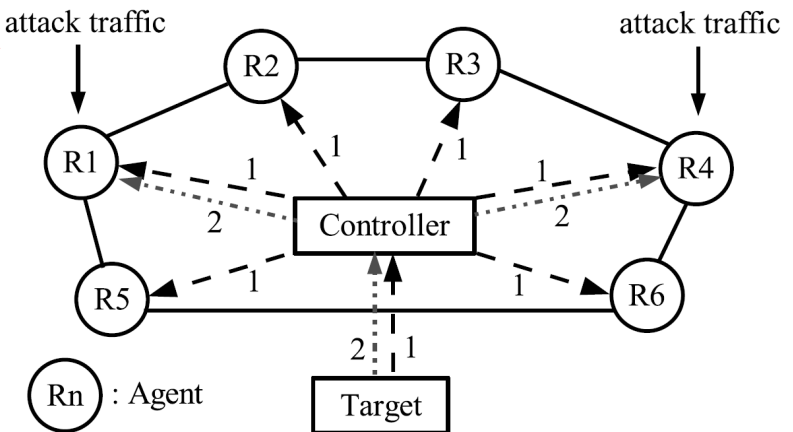 attack traffic
attack traffic
R2
R3
R1
R4
1
1
1
1
2
2
Controller
R5
1
1
R6
2
1
Rn : Agent
Target